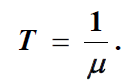 T = 1/μ.